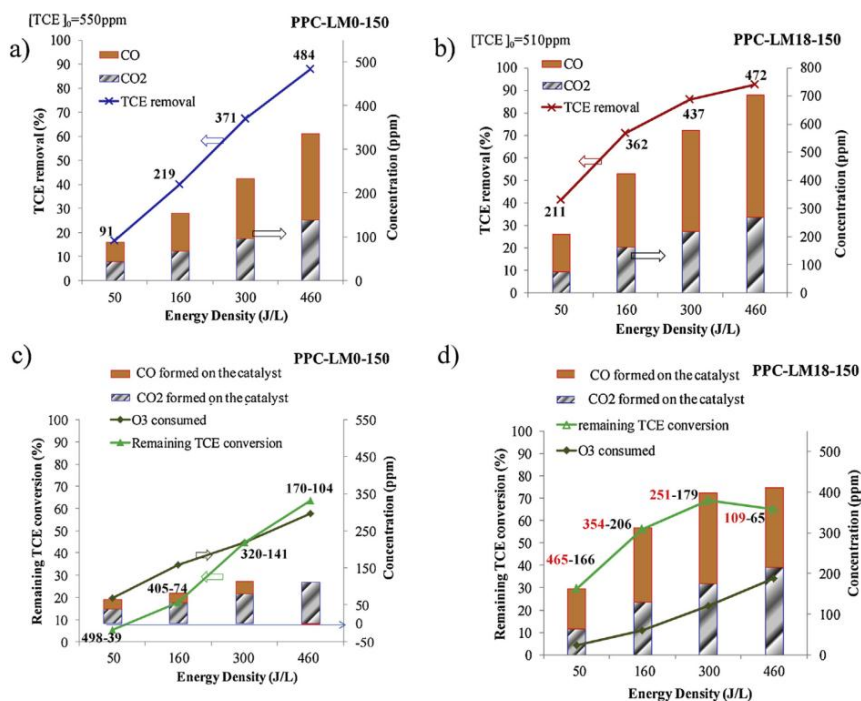 [TCE]₀=550ppm
PPC-LM0-150
a)
CO
CO2
TCE removal
100
90
80
70
60
50
40
30
20
10
0
TCE removal (%)
91
219
371
484
500
400
300
200
100
0
Concentration (ppm)
50 160 300 460
Energy Density (J/L)
[TCE]₀=510ppm
PPC-LM18-150
b)
CO
CO2
TCE removal
100
90
80
70
60
50
40
30
20
10
0
TCE removal (%)
211
362
437
472
800
700
600
500
400
300
200
100
0
Concentration (ppm)
50 160 300 460
Energy Density (J/L)
c)
PPC-LM0-150
CO formed on the catalyst
CO2 formed on the catalyst
O3 consumed
Remaining TCE conversion
100
90
80
70
60
50
40
30
20
10
0
Remaining TCE conversion (%)
498-39
405-74
320-141
170-104
550
450
350
250
150
50
0
-50
Concentration (ppm)
50 160 300 460
Energy Density (J/L)
d)
PPC-LM18-150
CO formed on the catalyst
CO2 formed on the catalyst
remaining TCE conversion
O3 consumed
100
90
80
70
60
50
40
30
20
10
0
Remaining TCE conversion (%)
465-166
354-206
251-179
109-65
500
400
300
200
100
0
Concentration (ppm)
50 160 300 460
Energy Density (J/L)